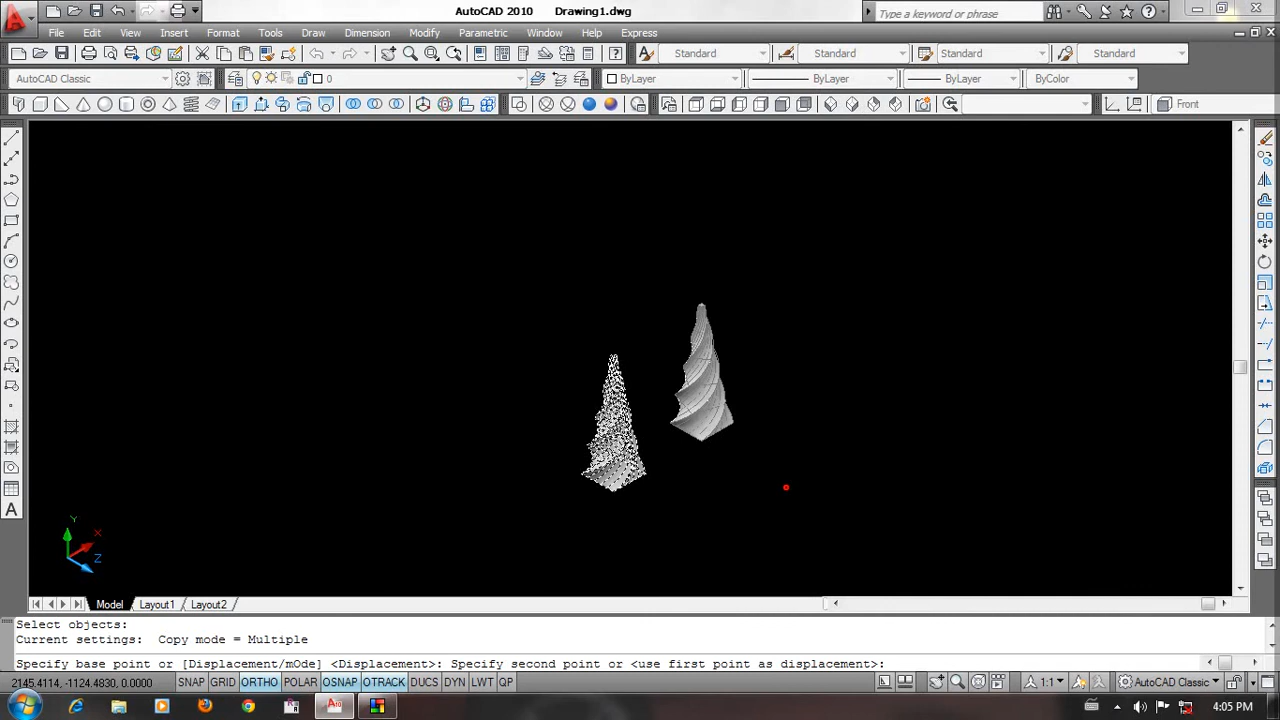 AutoCAD 2010 Drawing1.dwg
Type a keyword or phrase
File Edit View Insert Format Tools Draw Dimension Modify Parametric Window Help Express
Standard Standard Standard Standard
AutoCAD Classic 0 ByLayer ByLayer ByLayer ByColor
Front
Y
X
Z
Model Layout1 Layout2
Select objects:
Current settings: Copy mode = Multiple
Specify base point or [Displacement/mOde] <Displacement>: Specify second point or <use first point as displacement>:
2145.4114, -1124.4830, 0.0000 SNAP GRID ORTHO POLAR OSNAP OTRACK DUCS DYN LWT QP 1:1 AutoCAD Classic
4:05 PM